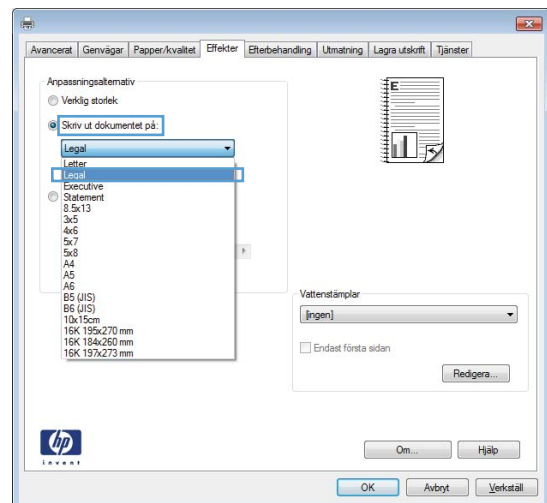 Avancerat Genvägar Papper/kvalitet Effekter Efterbehandling Utmatning Lagra utskrift Tjänster
Anpassningsalternativ
Verklig storlek
Skriv ut dokumentet på:
Legal
Letter
Legal
Executive
Statement
8.5x13
3x5
4x6
5x7
5x8
A4
A5
A6
B5 (JIS)
B6 (JIS)
10x15cm
16K 195x270 mm
16K 184x260 mm
16K 197x273 mm
E
Vattenstämplar
[ingen]
Endast första sidan
Redigera...
hp
invent
Om... Hjälp
OK Avbryt Verkställ